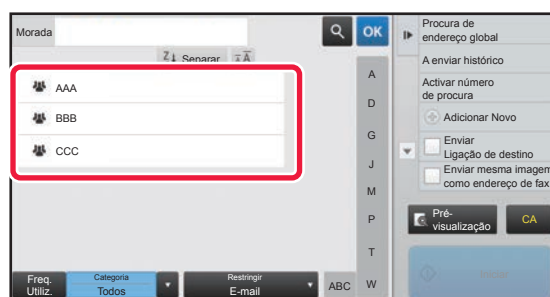 Morada
OK
Z↓ Separar
AAA
BBB
CCC
A
D
G
J
M
P
T
W
ABC
Freq. Utiliz.
Categoria
Todos
Restringir
E-mail
Procura de
endereço global
A enviar histórico
Activar número
de procura
Adicionar Novo
Enviar
Ligação de destino
Enviar mesma imagem
como endereço de fax
Pré-
visualização
CA
Iniciar